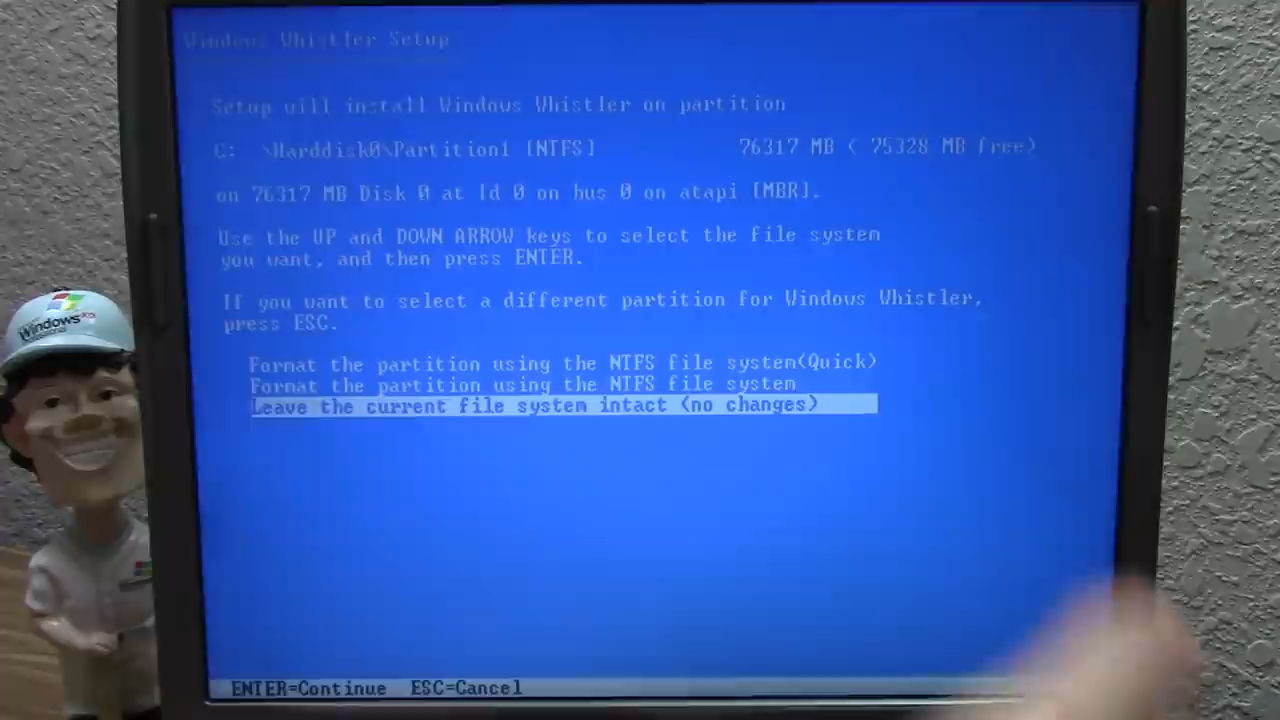 Windows Whistler Setup
Setup will install Windows Whistler on partition
C: \Harddisk0\Partition1 [NTFS] 76317 MB ( 75328 MB free)
on 76317 MB Disk 0 at Id 0 on bus 0 on atapi [MBR].
Use the UP and DOWN ARROW keys to select the file system
you want, and then press ENTER.
If you want to select a different partition for Windows Whistler,
press ESC.
Format the partition using the NTFS file system(Quick)
Format the partition using the NTFS file system
Leave the current file system intact (no changes)
ENTER=Continue ESC=Cancel
Windows xp